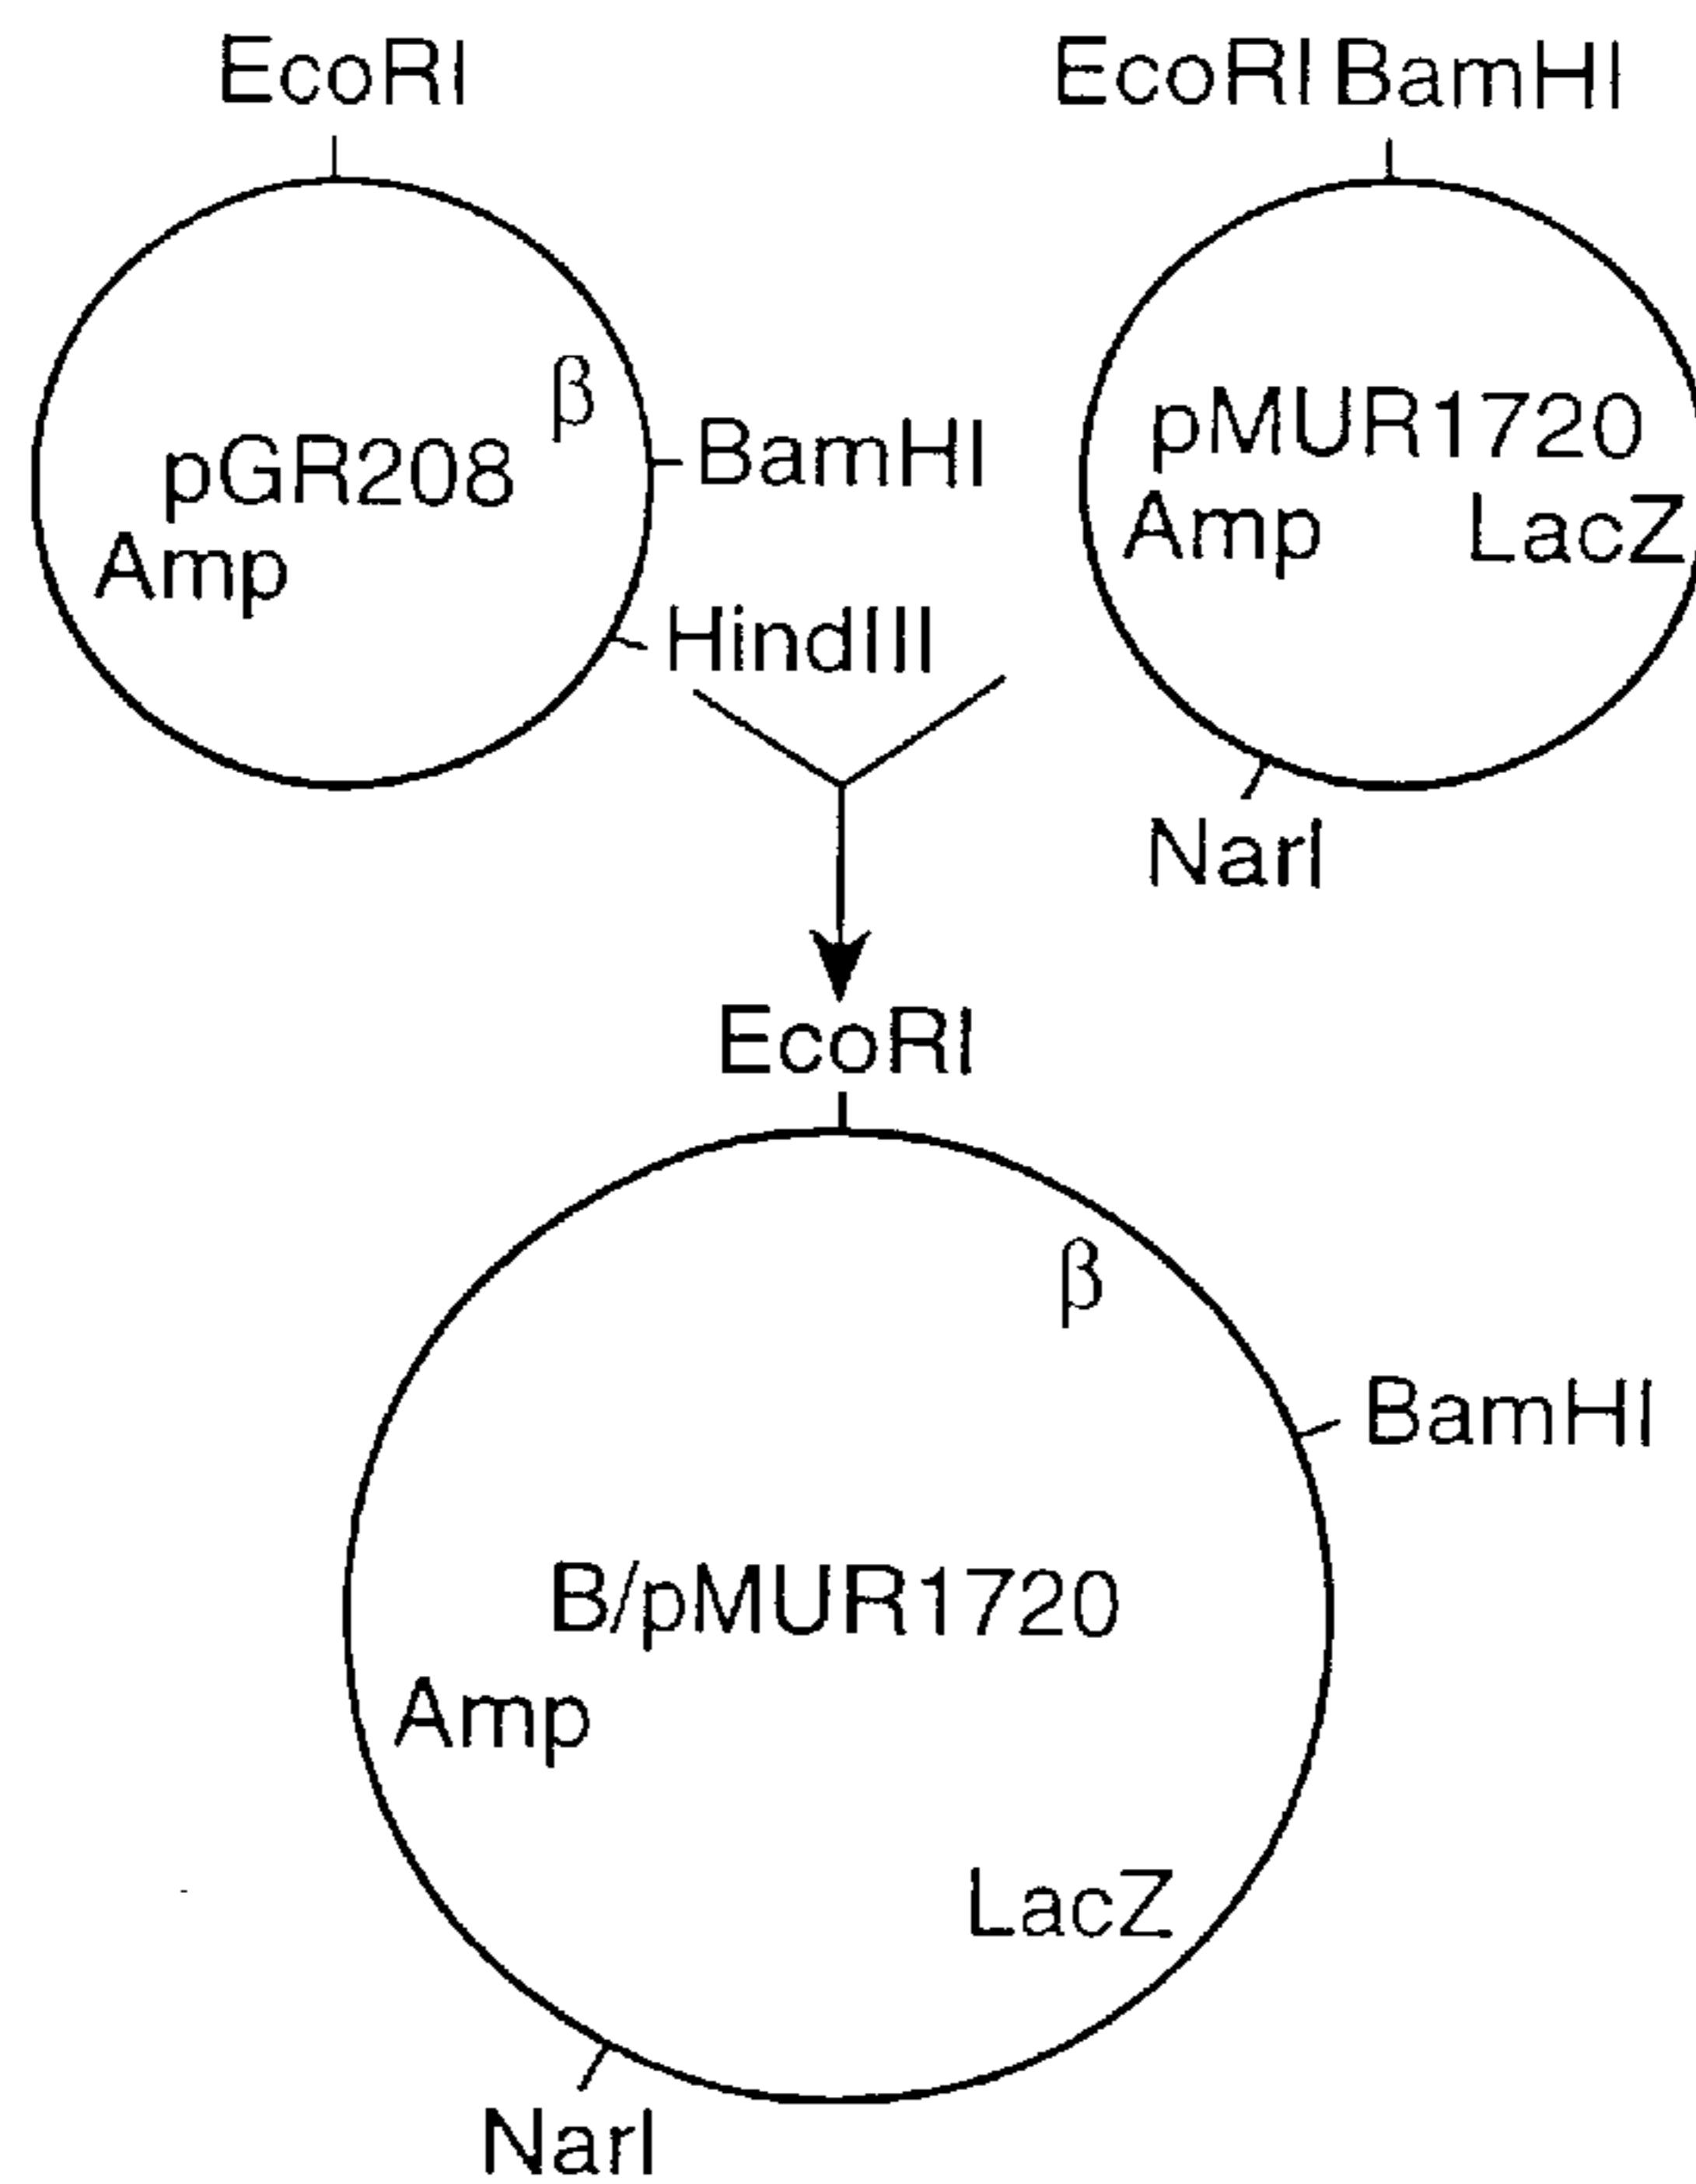 EcoRI
EcoRI BamHI
β
pGR208
BamHI
Amp
HindIII
pMUR1720
Amp LacZ
NarI
EcoRI
β
BamHI
B/pMUR1720
Amp
LacZ
NarI